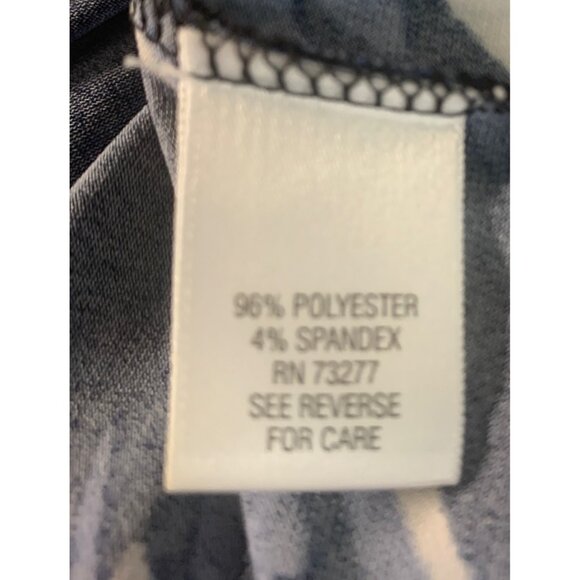 96% POLYESTER
4% SPANDEX
RN 73277
SEE REVERSE
FOR CARE